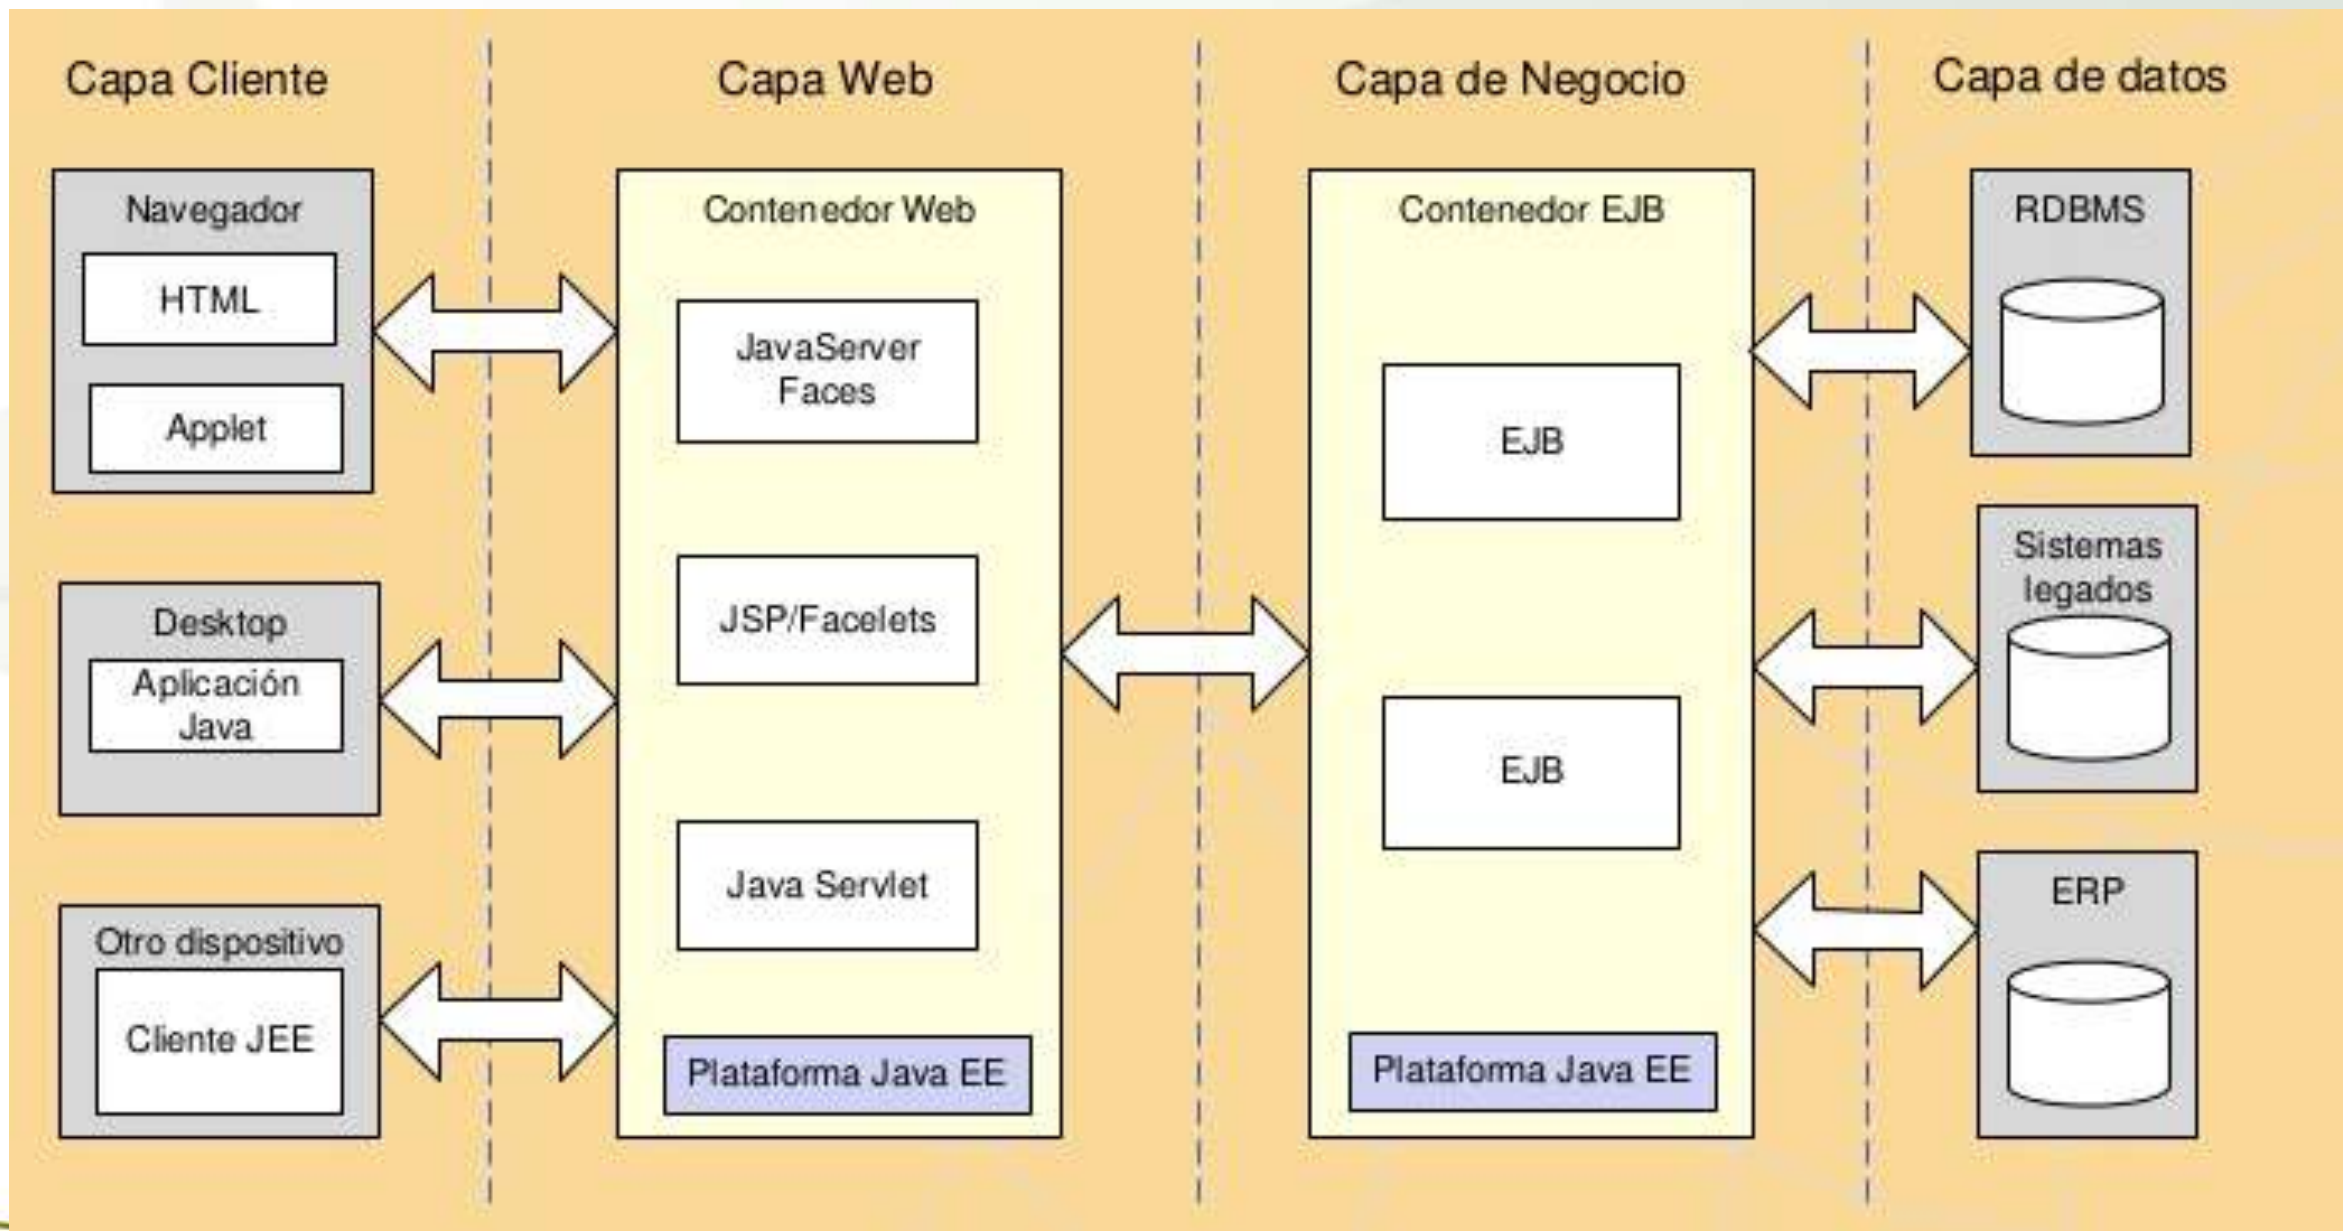 Capa Cliente
Capa Web
Capa de Negocio
Capa de datos
Navegador
HTML
Applet
Desktop
Aplicación
Java
Otro dispositivo
Cliente JEE
Contenedor Web
JavaServer
Faces
JSP/Facelets
Java Servlet
Plataforma Java EE
Contenedor EJB
EJB
EJB
Plataforma Java EE
RDBMS
Sistemas
legados
ERP